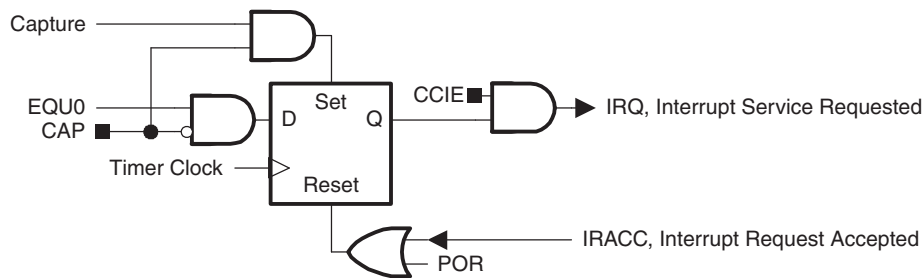 Capture
Set
CCIE
IRQ, Interrupt Service Requested
EQU0
D
Q
CAP
Timer Clock
Reset
IRACC, Interrupt Request Accepted
POR